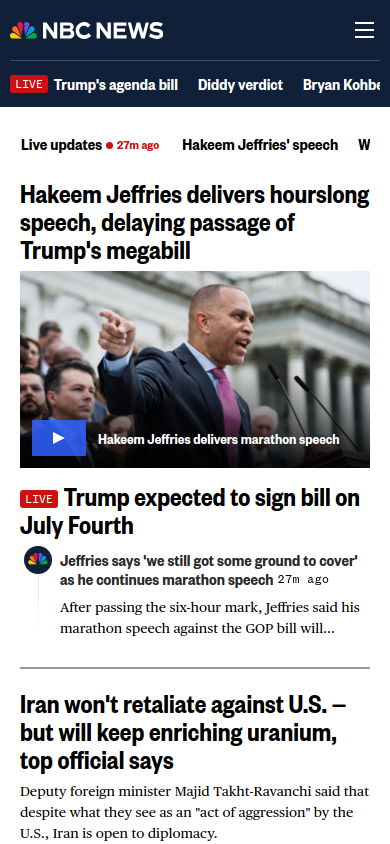 NBC NEWS
LIVE Trump's agenda bill Diddy verdict Bryan Kohbe
Live updates 27m ago Hakeem Jeffries' speech W
Hakeem Jeffries delivers hourslong
speech, delaying passage of
Trump's megabill
Hakeem Jeffries delivers marathon speech
LIVE Trump expected to sign bill on
July Fourth
Jeffries says 'we still got some ground to cover'
as he continues marathon speech 27m ago
After passing the six-hour mark, Jeffries said his
marathon speech against the GOP bill will...
Iran won't retaliate against U.S. —
but will keep enriching uranium,
top official says
Deputy foreign minister Majid Takht-Ravanchi said that
despite what they see as an "act of aggression" by the
U.S., Iran is open to diplomacy.